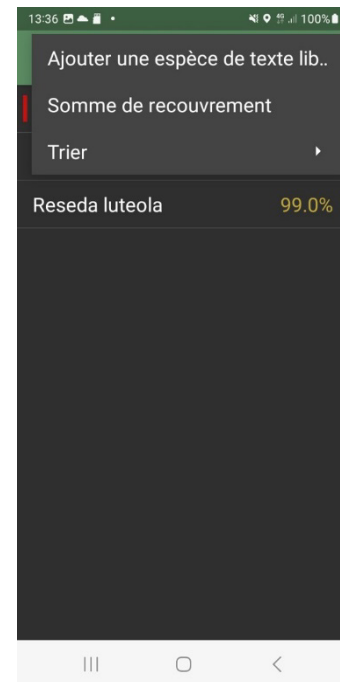 13:36 100%
Ajouter une espèce de texte lib..
Somme de recouvrement
Trier
Reseda luteola 99.0%